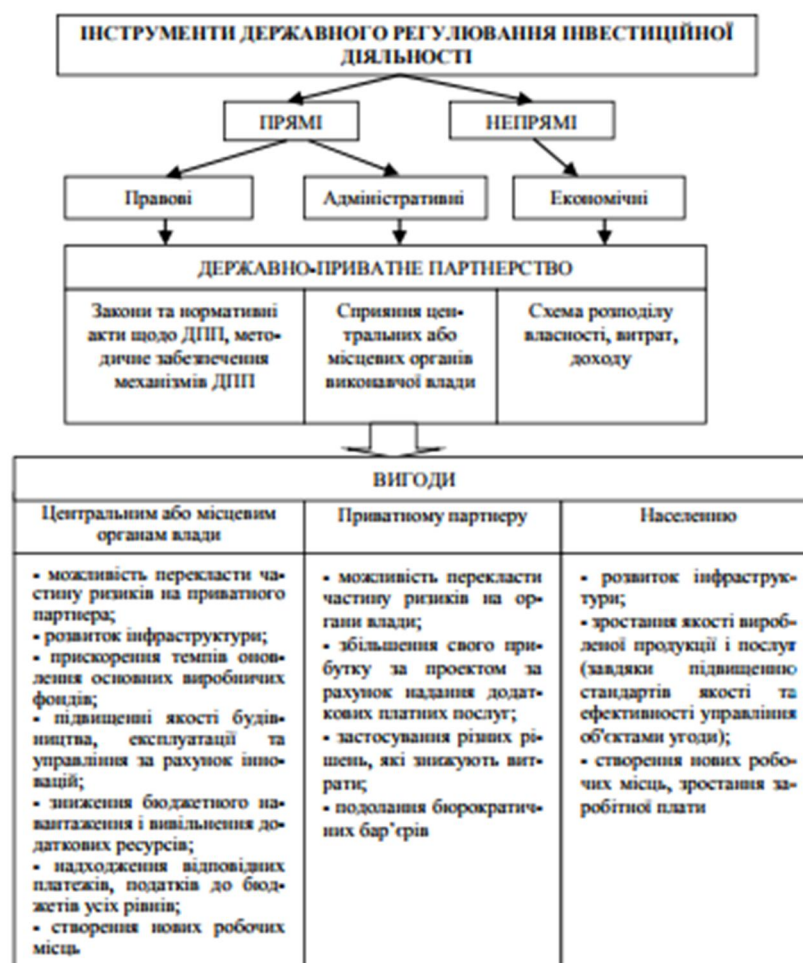 ІНСТРУМЕНТИ ДЕРЖАВНОГО РЕГУЛЮВАННЯ ІНВЕСТИЦІЙНОЇ
ДІЯЛЬНОСТІ
ПРЯМІ
НЕПРЯМІ
Правові
Адміністративні
Економічні
ДЕРЖАВНО-ПРИВАТНЕ ПАРТНЕРСТВО
Закони та нормативні
акти щодо ДПП, мето-
дичне забезпечення
механізмів ДПП
Сприяння цен-
тральних або
місцевих органів
виконавчої влади
Схема розподілу
власності, витрат,
доходу
ВИГОДИ
Центральним або місцевим
органам влади
- можливість перекласти ча-
стину ризиків на приватного
партнера;
- розвиток інфраструктури;
- прискорення темпів онов-
лення основних виробничих
фондів;
- підвищенні якості будів-
ництва, експлуатації та
управління за рахунок інно-
вацій;
- зниження бюджетного на-
вантаження і вивільнення до-
даткових ресурсів;
- надходження відповідних
платежів, податків до бюд-
жетів усіх рівнів;
- створення нових робочих
місць
Приватному партнеру
- можливість перекласти
частину ризиків на ор-
гани влади;
- збільшення свого при-
бутку за проектом за
рахунок надання додат-
кових платних послуг;
- застосування різних рі-
шень, які знижують вит-
рати;
- подолання бюрократич-
них бар'єрів
Населенню
- розвиток інфраструк-
тури;
- зростання якості вироб-
леної продукції і послуг
(завдяки підвищенню
стандартів якості та
ефективності управління
об'єктами угоди);
- створення нових робо-
чих місць, зростання за-
робітної плати